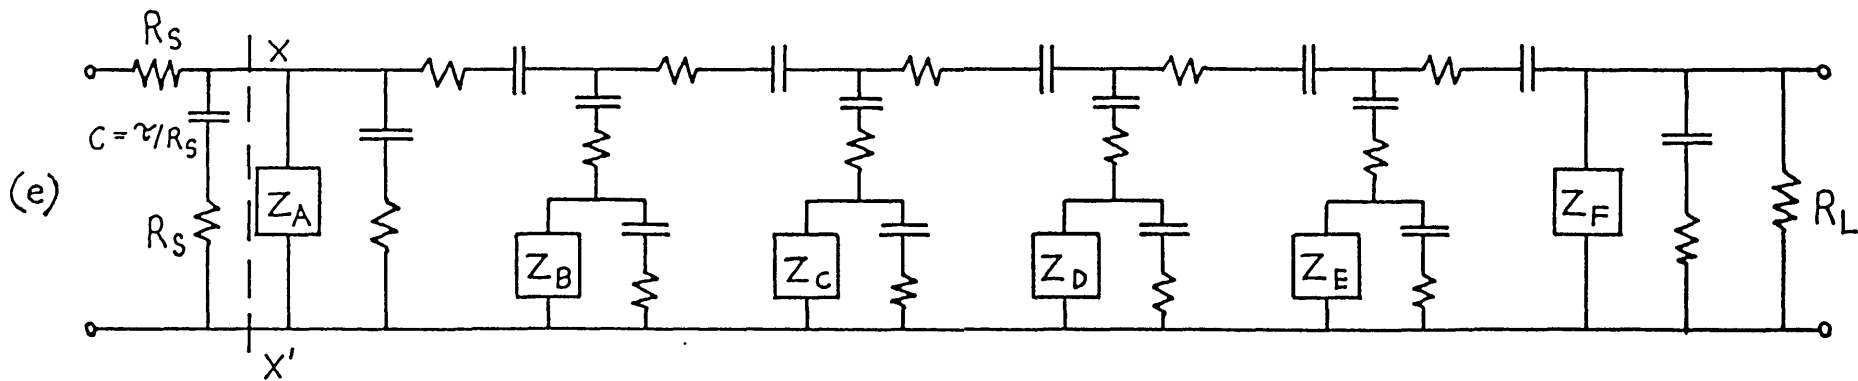 R_S
X
C = τ/R_S
(e)
Z_A
R_S
Z_B
Z_C
Z_D
Z_E
Z_F
R_L
X'